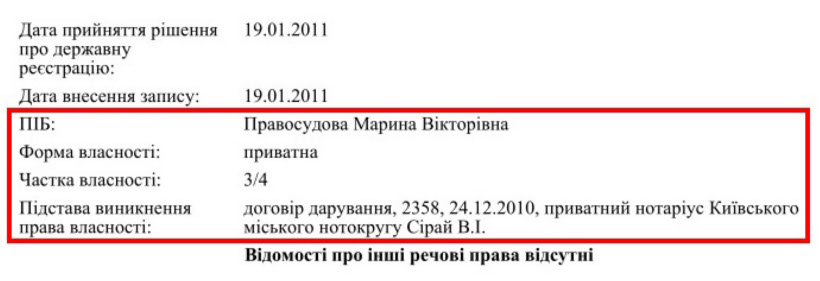 Дата прийняття рішення 19.01.2011
про державну
реєстрацію:
Дата внесення запису: 19.01.2011
ПІБ: Правосудова Марина Вікторівна
Форма власності: приватна
Частка власності: 3/4
Підстава виникнення договір дарування, 2358, 24.12.2010, приватний нотаріус Київського
права власності: міського нотокругу Сірай В.І.
Відомості про інші речові права відсутні